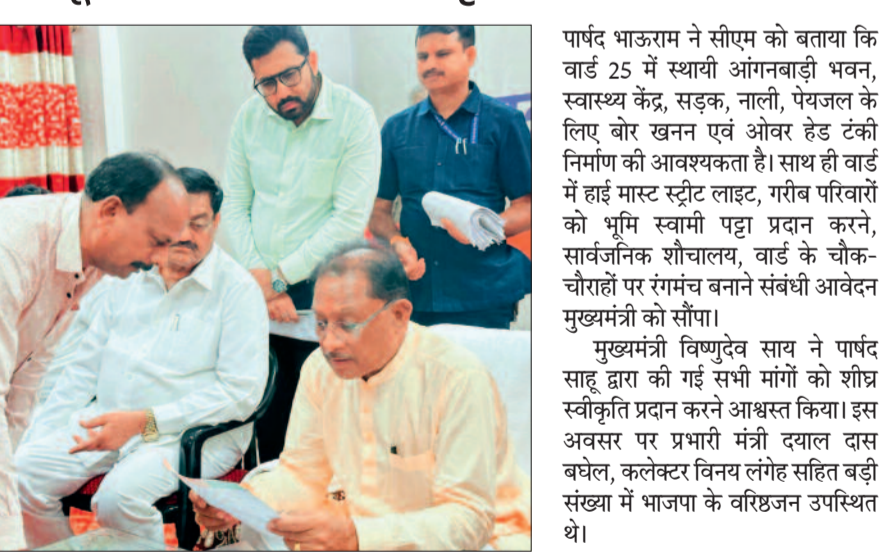 पार्षद भाऊराम ने सीएम को बताया कि
वार्ड 25 में स्थायी आंगनबाड़ी भवन,
स्वास्थ्य केंद्र, सड़क, नाली, पेयजल के
लिए बोर खनन एवं ओवर हेड टंकी
निर्माण की आवश्यकता है। साथ ही वार्ड
में हाई मास्ट स्ट्रीट लाइट, गरीब परिवारों
को भूमि स्वामी पट्टा प्रदान करने,
सार्वजनिक शौचालय, वार्ड के चौक-
चौराहों पर रंगमंच बनाने संबंधी आवेदन
मुख्यमंत्री को सौंपा।
मुख्यमंत्री विष्णुदेव साय ने पार्षद
साहू द्वारा की गई सभी मांगों को शीघ्र
स्वीकृति प्रदान करने आश्वस्त किया। इस
अवसर पर प्रभारी मंत्री दयाल दास
बघेल, कलेक्टर विनय लंगेह सहित बड़ी
संख्या में भाजपा के वरिष्ठजन उपस्थित
थे।